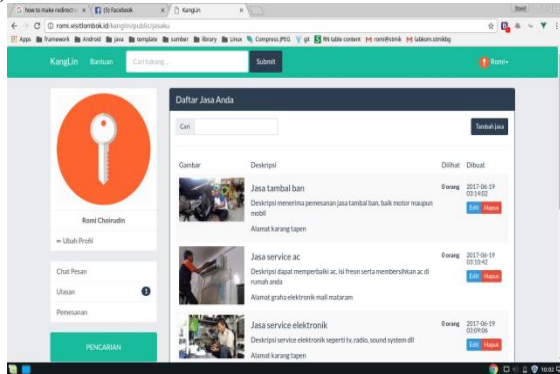 how to make redirect u
(5) Facebook
KangLin
romi.visitlombok.id/kanglin/public/jasaku
Apps framework Android java template sumber library Linux Compress JPEG git RN table content romi@stmik labkom.stmikbg
KangLin Bantuan Cari tukang... Submit Romi
Daftar Jasa Anda
Cari
Tambah jasa
Gambar Deskripsi Dilihat Dibuat
Jasa tambal ban
Deskripsi menerima pemesanan jasa tambal ban, baik motor maupun
mobil
Alamat karang tapen
0 orang
2017-06-19
03:14:02
Edit Hapus
Romi Choirudin
Ubah Profil
Chat Pesan
Ulasan
Pemesanan
PENCARIAN
Jasa service ac
Deskripsi dapat memperbaiki ac, isi freon serta membersihkan ac di
rumah anda
Alamat graha elektronik mall mataram
0 orang
2017-06-19
03:10:42
Edit Hapus
Jasa service elektronik
Deskripsi service elektronik seperti tv, radio, sound system dll
Alamat karang tapen
0 orang
2017-06-19
03:09:06
Edit Hapus